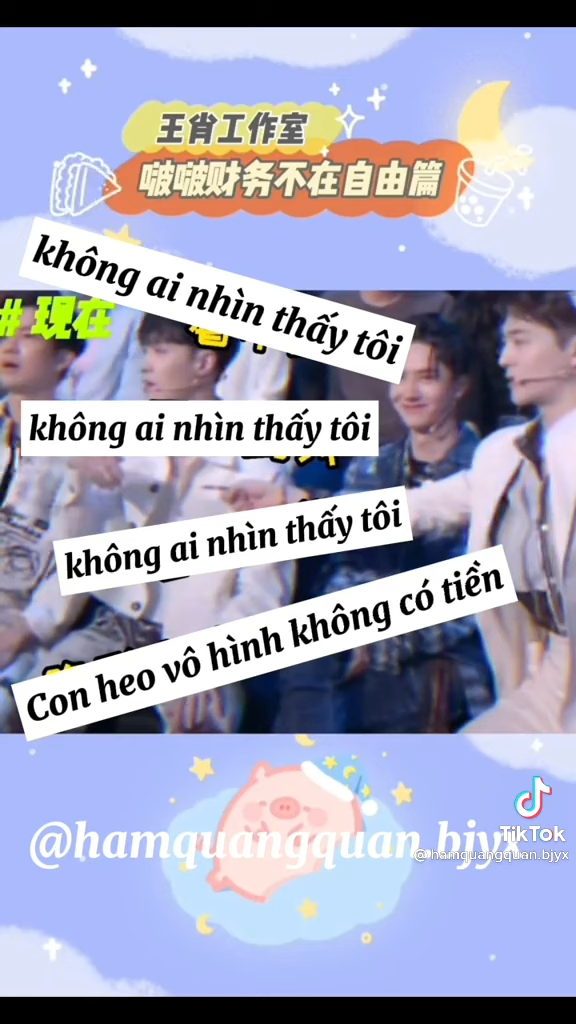 王肖工作室
啵啵财务不在自由篇
không ai nhìn thấy tôi
# 现在
không ai nhìn thấy tôi
không ai nhìn thấy tôi
Con heo vô hình không có tiền
@hamquangquan.bjyx
TikTok
@hamquangquan.bjyx